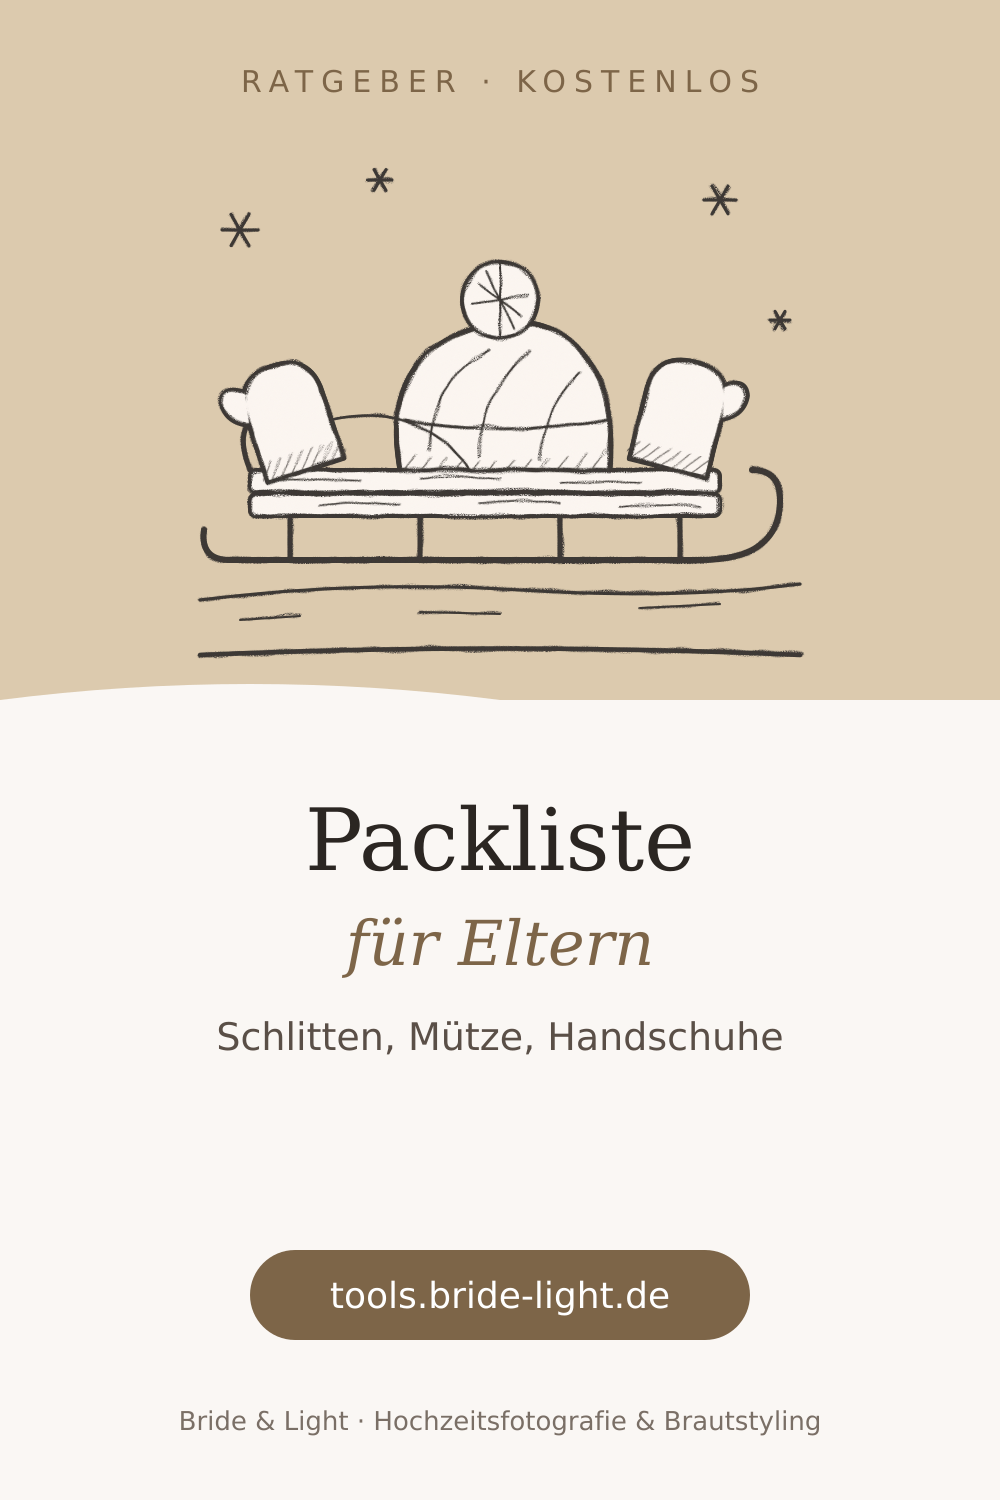 RATGEBER · KOSTENLOS
Packliste
für Eltern
Schlitten, Mütze, Handschuhe
tools.bride-light.de
Bride & Light · Hochzeitsfotografie & Brautstyling